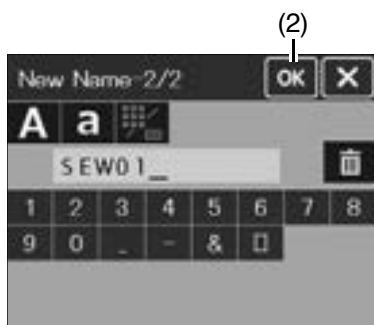 (2)
New Name-2/2 OK X
A a
SEW01_
1 2 3 4 5 6 7 8
9 0 _ - & []